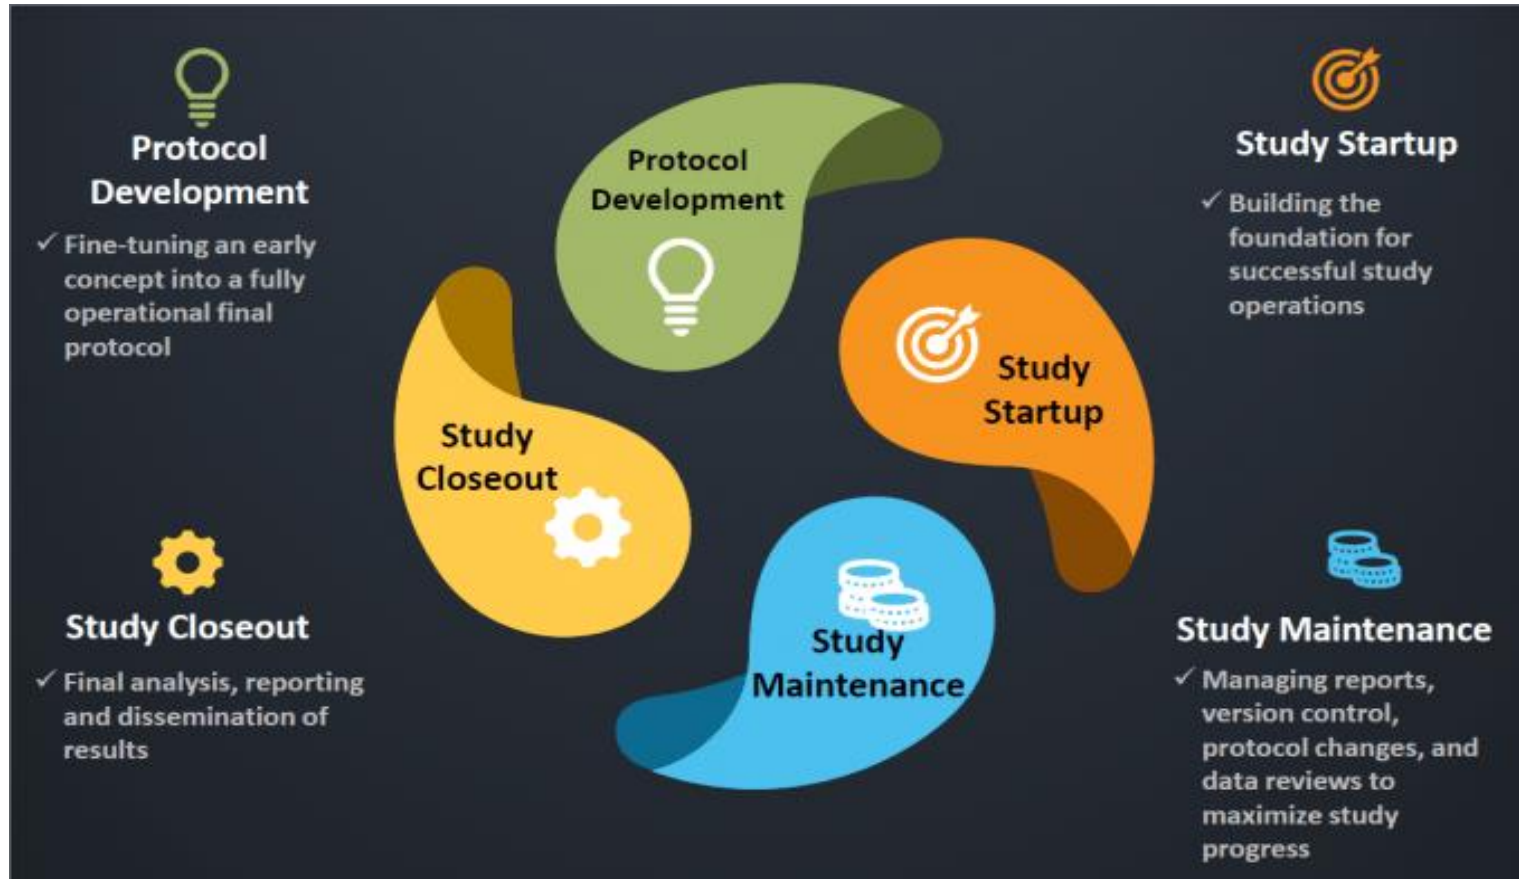 Protocol
Development
✓ Fine-tuning an early
concept into a fully
operational final
protocol
Protocol
Development
Study Startup
✓ Building the
foundation for
successful study
operations
Study
Startup
Study
Closeout
Study
Maintenance
Study Closeout
✓ Final analysis, reporting
and dissemination of
results
Study Maintenance
✓ Managing reports,
version control,
protocol changes, and
data reviews to
maximize study
progress